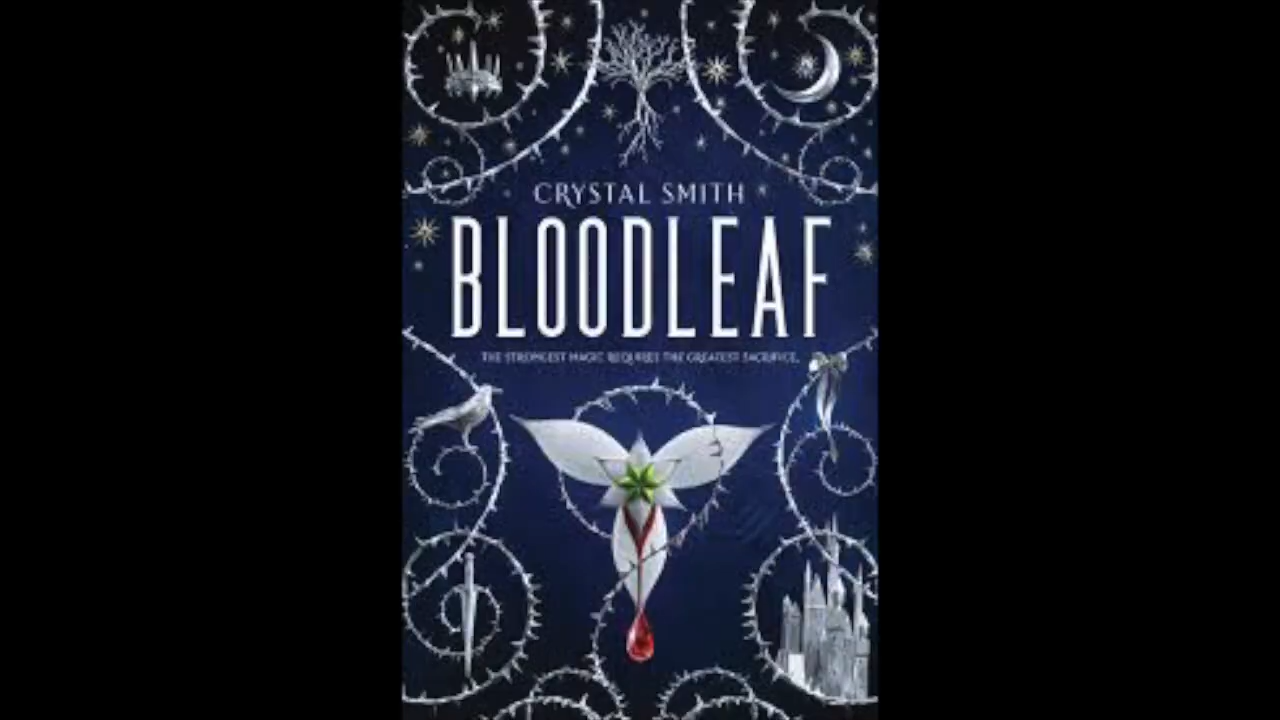 CRYSTAL SMITH
BLOODLEAF
THE STRONGEST MAGIC REQUIRES THE GREATEST SACRIFICE.